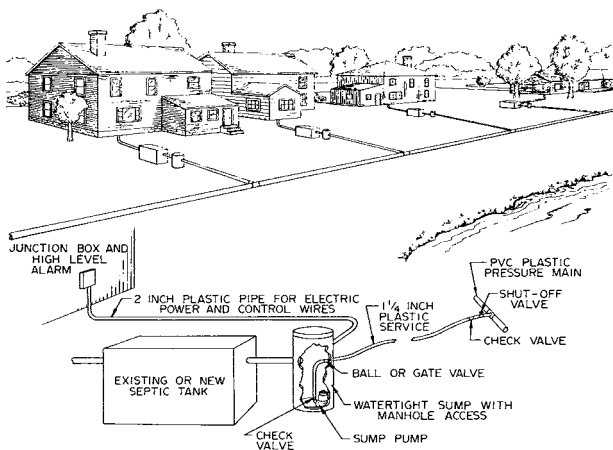 JUNCTION BOX AND
HIGH LEVEL
ALARM
2 INCH PLASTIC PIPE FOR ELECTRIC
POWER AND CONTROL WIRES
1 1/4 INCH
PLASTIC
SERVICE
PVC PLASTIC
PRESSURE MAIN
SHUT-OFF
VALVE
CHECK VALVE
EXISTING OR NEW
SEPTIC TANK
BALL OR GATE VALVE
WATERTIGHT SUMP WITH
MANHOLE ACCESS
CHECK
VALVE
SUMP PUMP